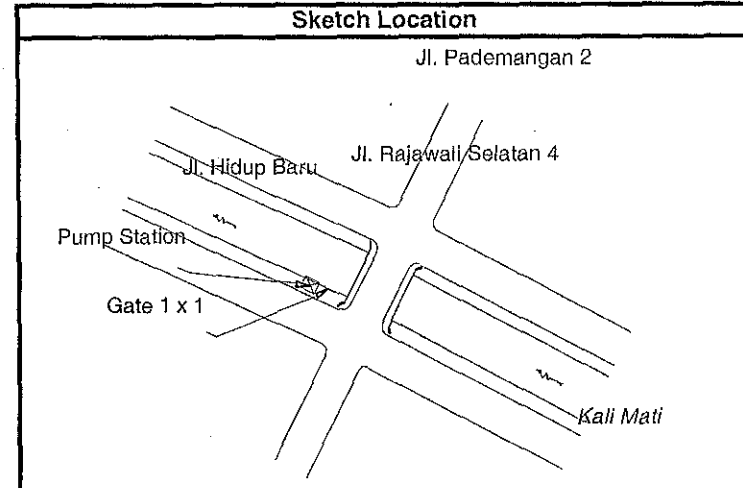 Sketch Location
Jl. Pademangan 2
Jl. Hidup Baru
Jl. Rajawali Selatan 4
Pump Station
Gate 1 x 1
Kali Mati